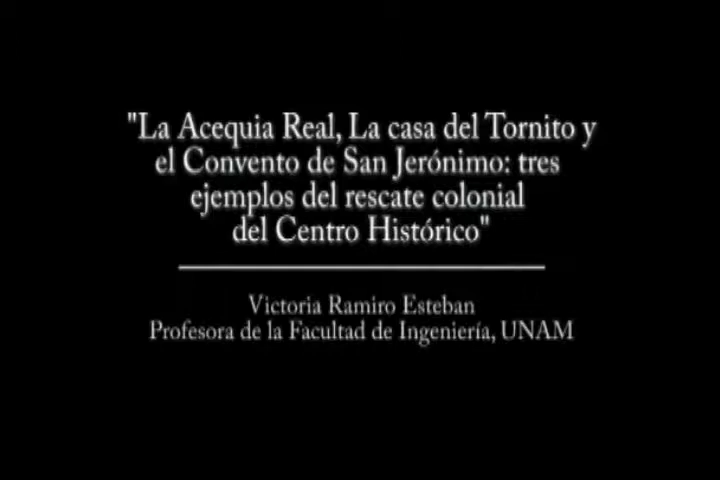 "La Acequia Real, La casa del Tornito y
el Convento de San Jerónimo: tres
ejemplos del rescate colonial
del Centro Histórico"
Victoria Ramiro Esteban
Profesora de la Facultad de Ingeniería, UNAM